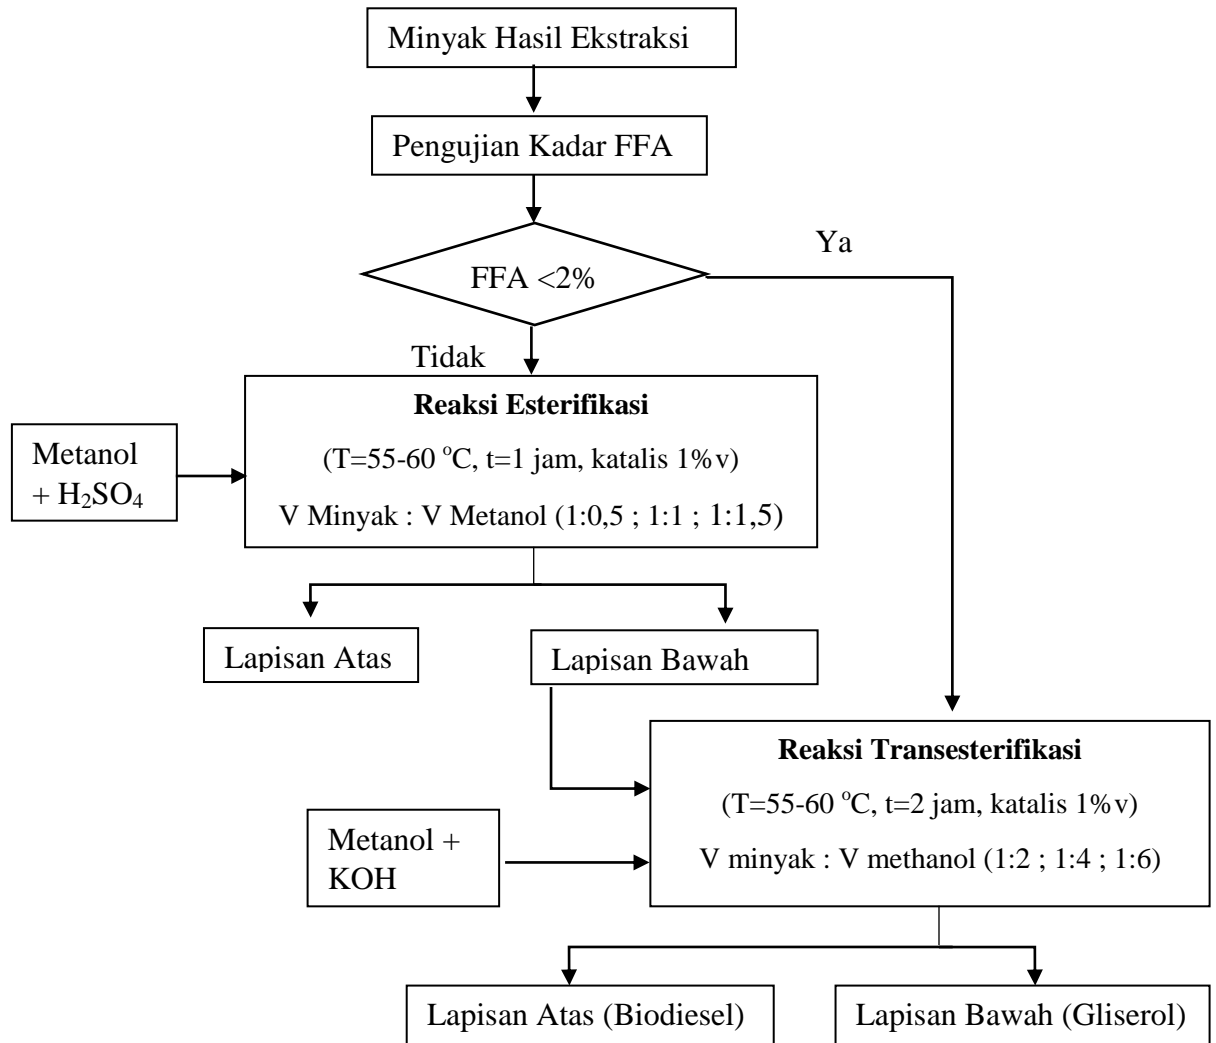 Minyak Hasil Ekstraksi
Pengujian Kadar FFA
FFA <2%
Ya
Tidak
Reaksi Esterifikasi
(T=55-60 °C, t=1 jam, katalis 1%v)
V Minyak : V Metanol (1:0,5 ; 1:1 ; 1:1,5)
Metanol
+ H₂SO₄
Lapisan Atas
Lapisan Bawah
Reaksi Transesterifikasi
(T=55-60 °C, t=2 jam, katalis 1%v)
V minyak : V methanol (1:2 ; 1:4 ; 1:6)
Metanol +
KOH
Lapisan Atas (Biodiesel)
Lapisan Bawah (Gliserol)